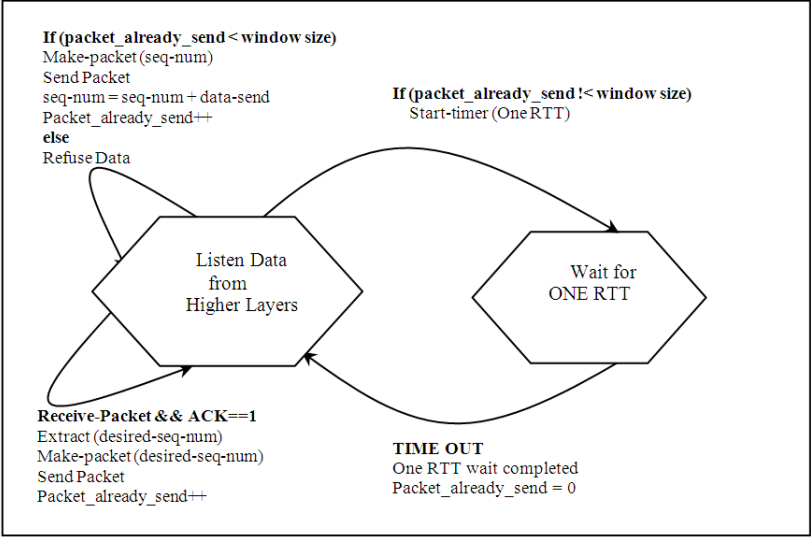 If (packet_already_send < window size)
Make-packet (seq-num)
Send Packet
seq-num = seq-num + data-send
Packet_already_send++
else
Refuse Data
If (packet_already_send !< window size)
Start-timer (One RTT)
Listen Data
from
Higher Layers
Wait for
ONE RTT
Receive-Packet && ACK==1
Extract (desired-seq-num)
Make-packet (desired-seq-num)
Send Packet
Packet_already_send++
TIME OUT
One RTT wait completed
Packet_already_send = 0